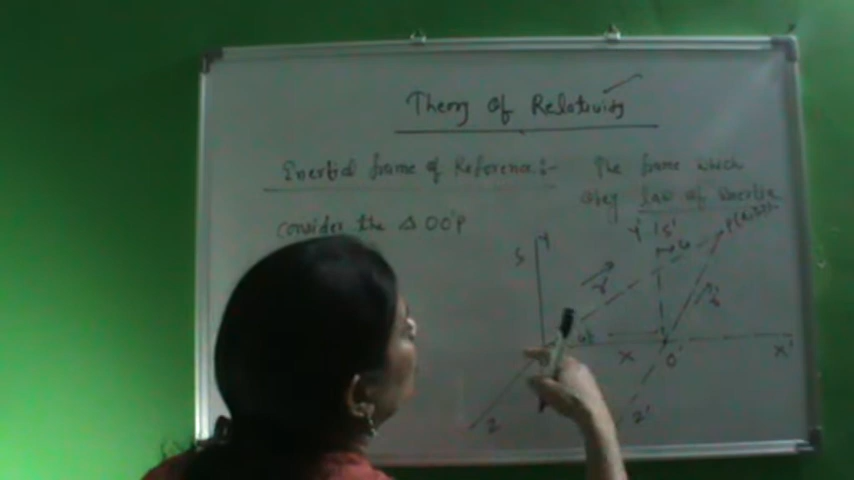 Theory of Relativity
Inertial frame of Reference:- The frame which
obey law of inertia
consider the Δ OO'P
Y' S'
S Y
X O' X'
Z Z'